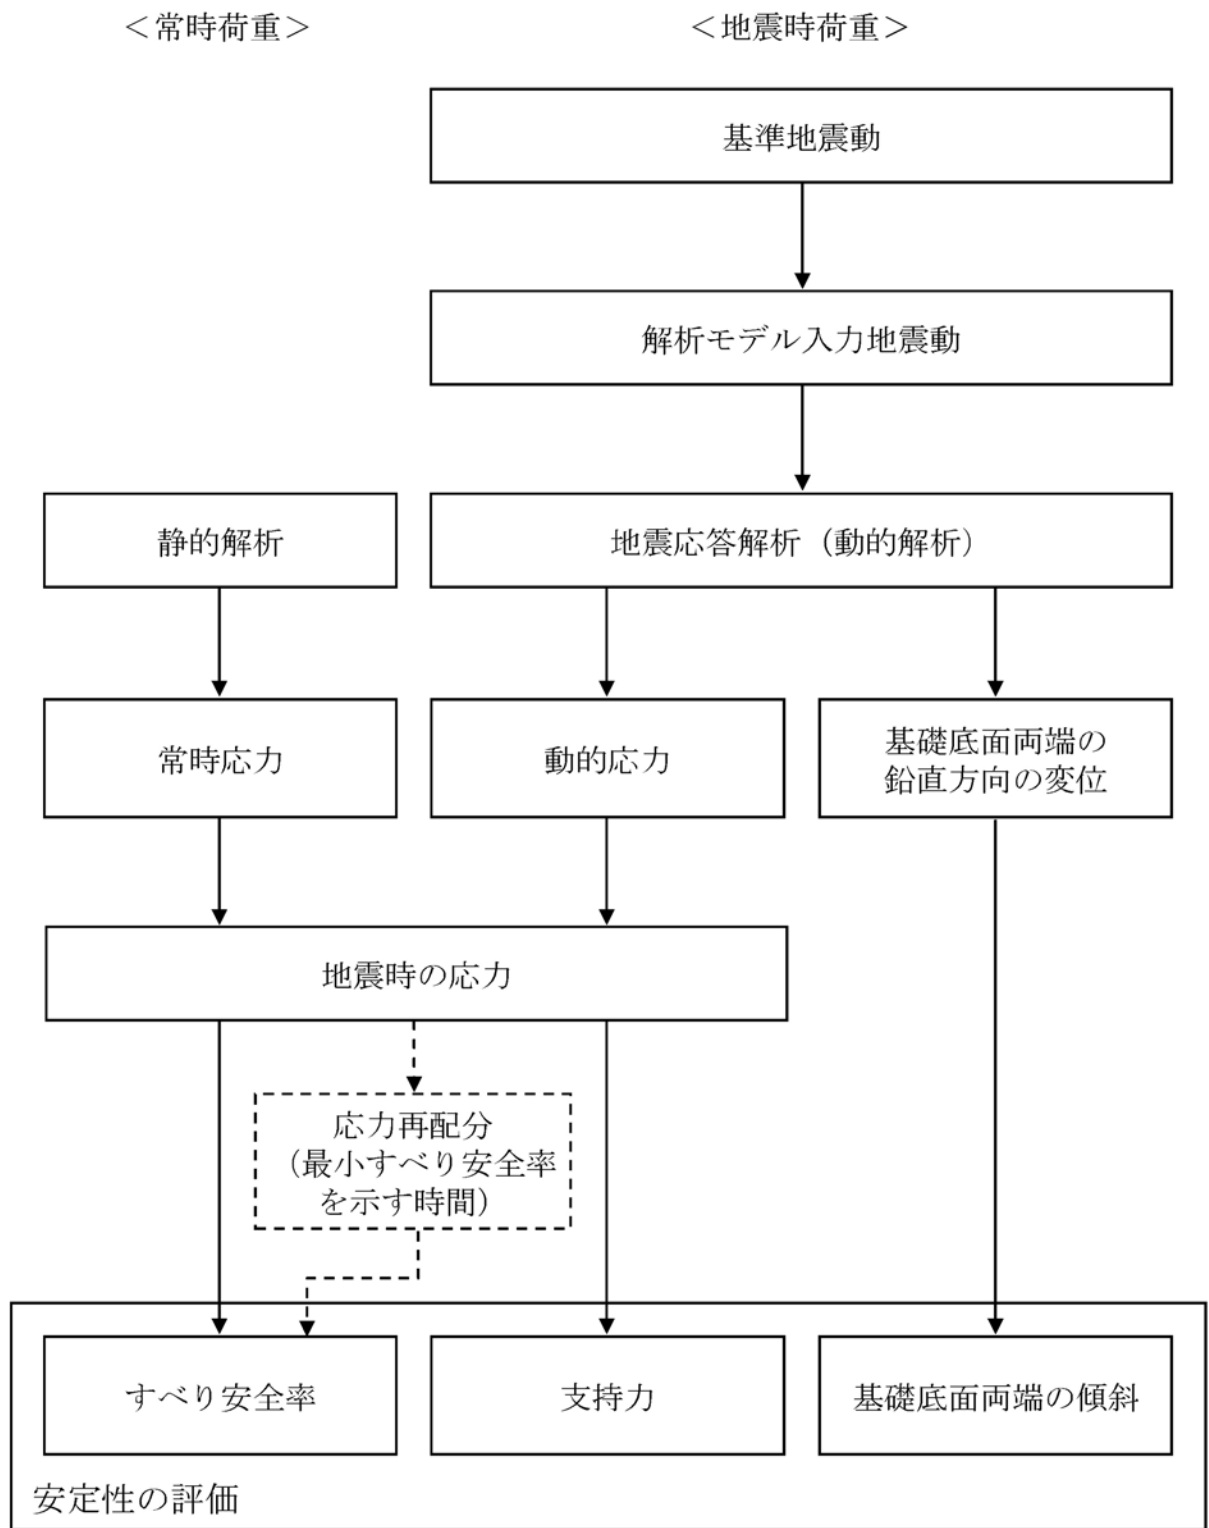 ＜常時荷重＞
＜地震時荷重＞
基準地震動
解析モデル入力地震動
静的解析
地震応答解析（動的解析）
常時応力
動的応力
基礎底面両端の
鉛直方向の変位
地震時の応力
応力再配分
（最小すべり安全率
を示す時間）
すべり安全率
支持力
基礎底面両端の傾斜
安定性の評価